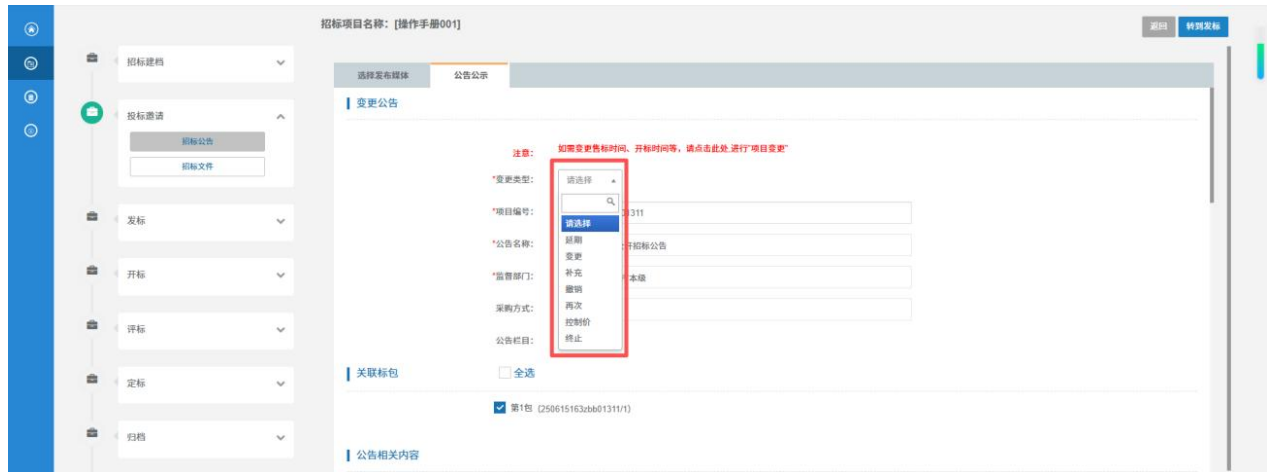 招标项目名称：[操作手册001]
返回
转到发标
招标建档
投标邀请
招标公告
招标文件
发标
开标
评标
定标
归档
选择发布媒体
公告公示
变更公告
注意：
如需变更售标时间、开标时间等，请点击此处,进行"项目变更"
*变更类型：
请选择
*项目编号：
1311
请选择
延期
*公告名称：
开招标公告
变更
补充
*监督部门：
本级
撤销
再次
采购方式：
控制价
终止
公告栏目：
关联标包
全选
第1包 (250615163zbb01311/1)
公告相关内容